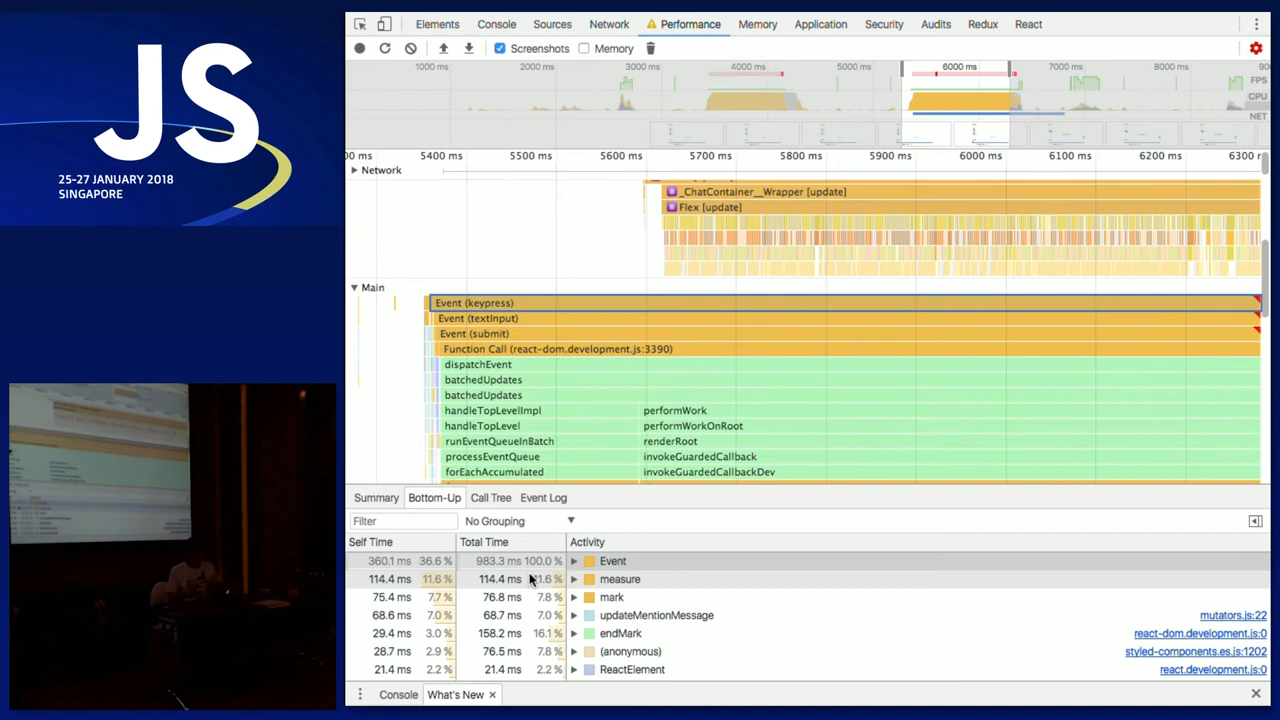 JS
25-27 JANUARY 2018
SINGAPORE
Elements Console Sources Network Performance Memory Application Security Audits Redux React
Screenshots Memory
1000 ms 2000 ms 3000 ms 4000 ms 5000 ms 6000 ms 7000 ms 8000 ms 90
FPS
CPU
NET
00 ms 5400 ms 5500 ms 5600 ms 5700 ms 5800 ms 5900 ms 6000 ms 6100 ms 6200 ms 6300 r
Network
_ChatContainer__Wrapper [update]
Flex [update]
Main
Event (keypress)
Event (textInput)
Event (submit)
Function Call (react-dom.development.js:3390)
dispatchEvent
batchedUpdates
batchedUpdates
handleTopLevelImpl performWork
handleTopLevel performWorkOnRoot
runEventQueueInBatch renderRoot
processEventQueue invokeGuardedCallback
forEachAccumulated invokeGuardedCallbackDev
Summary Bottom-Up Call Tree Event Log
Filter No Grouping
Self Time Total Time Activity
360.1 ms 36.6 % 983.3 ms 100.0 % Event
114.4 ms 11.6 % 114.4 ms measure
75.4 ms 7.7 % 76.8 ms 7.8 % mark
68.6 ms 7.0 % 68.7 ms 7.0 % updateMentionMessage mutators.js:22
29.4 ms 3.0 % 158.2 ms 16.1 % endMark react-dom.development.js:0
28.7 ms 2.9 % 76.5 ms 7.8 % (anonymous) styled-components.es.js:1202
21.4 ms 2.2 % 21.4 ms 2.2 % ReactElement react.development.js:0
Console What's New